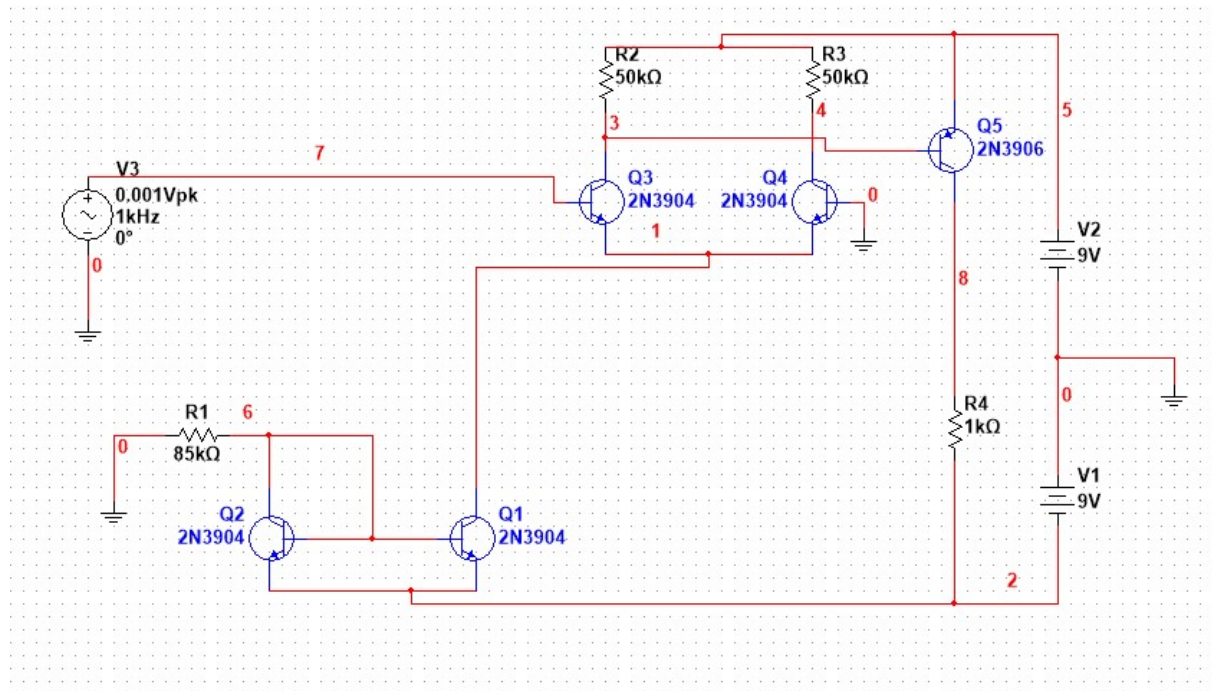 R2
50kΩ
R3
50kΩ
3
4
5
Q5
2N3906
7
V3
0.001Vpk
1kHz
0°
0
Q3
2N3904
Q4
2N3904
0
1
V2
9V
8
0
R4
1kΩ
R1
85kΩ
6
0
V1
9V
Q2
2N3904
Q1
2N3904
2